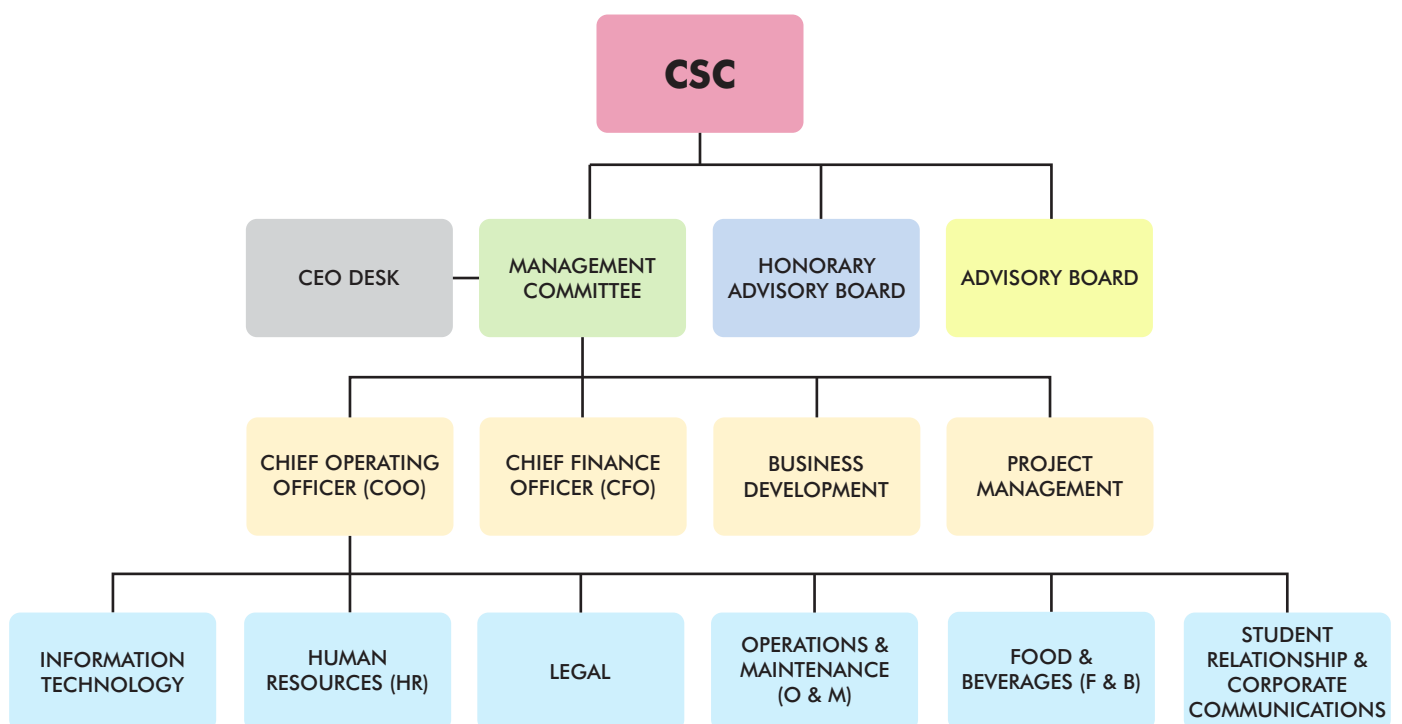 CSC
CEO DESK
MANAGEMENT
COMMITTEE
HONORARY
ADVISORY BOARD
ADVISORY BOARD
CHIEF OPERATING
OFFICER (COO)
CHIEF FINANCE
OFFICER (CFO)
BUSINESS
DEVELOPMENT
PROJECT
MANAGEMENT
INFORMATION
TECHNOLOGY
HUMAN
RESOURCES (HR)
LEGAL
OPERATIONS &
MAINTENANCE
(O & M)
FOOD &
BEVERAGES (F & B)
STUDENT
RELATIONSHIP &
CORPORATE
COMMUNICATIONS